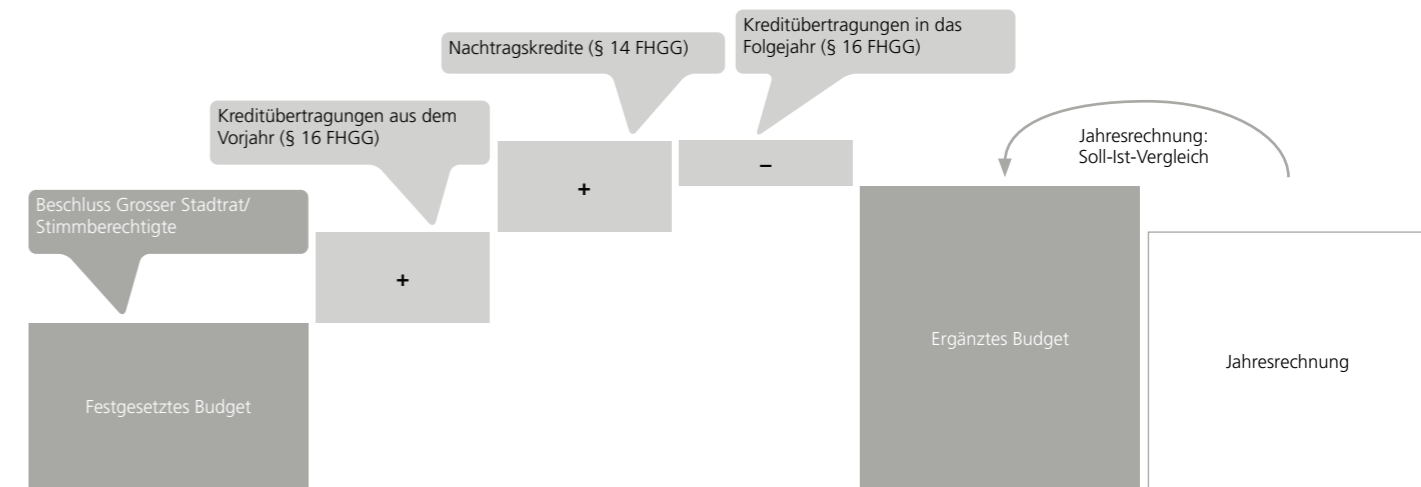 Beschluss Grosser Stadtrat/
Stimmberechtigte
Festgesetztes Budget
Kreditübertragungen aus dem
Vorjahr (§ 16 FHGG)
+
Nachtragskredite (§ 14 FHGG)
+
Kreditübertragungen in das
Folgejahr (§ 16 FHGG)
–
Ergänztes Budget
Jahresrechnung:
Soll-Ist-Vergleich
Jahresrechnung